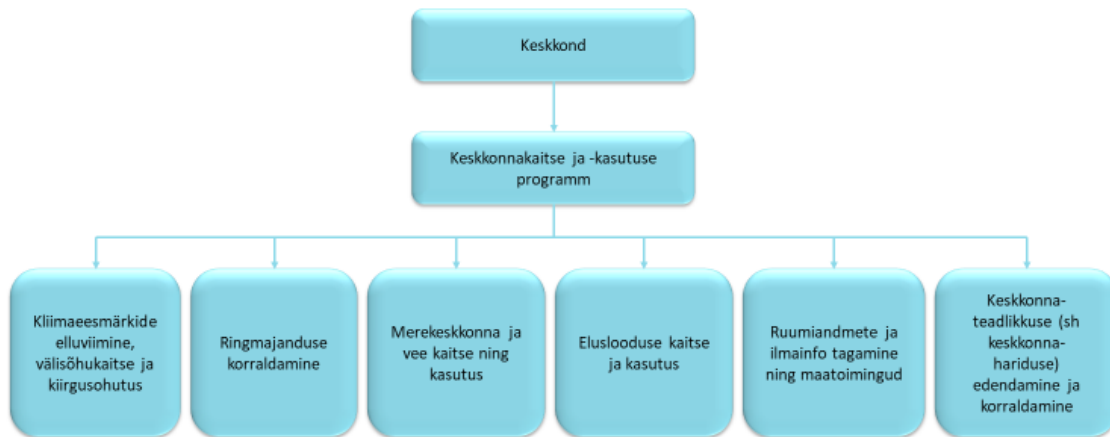 Keskkond
Keskkonnakaitse ja -kasutuse
programm
Kliimaeesmärkide
elluviimine,
välisõhukaitse ja
kiirgusohutus
Ringmajanduse
korraldamine
Merekeskkonna ja
vee kaitse ning
kasutus
Eluslooduse kaitse
ja kasutus
Ruumiandmete ja
ilmainfo tagamine
ning maatoimingud
Keskkonna-
teadlikkuse (sh
keskkonna-
hariduse)
edendamine ja
korraldamine